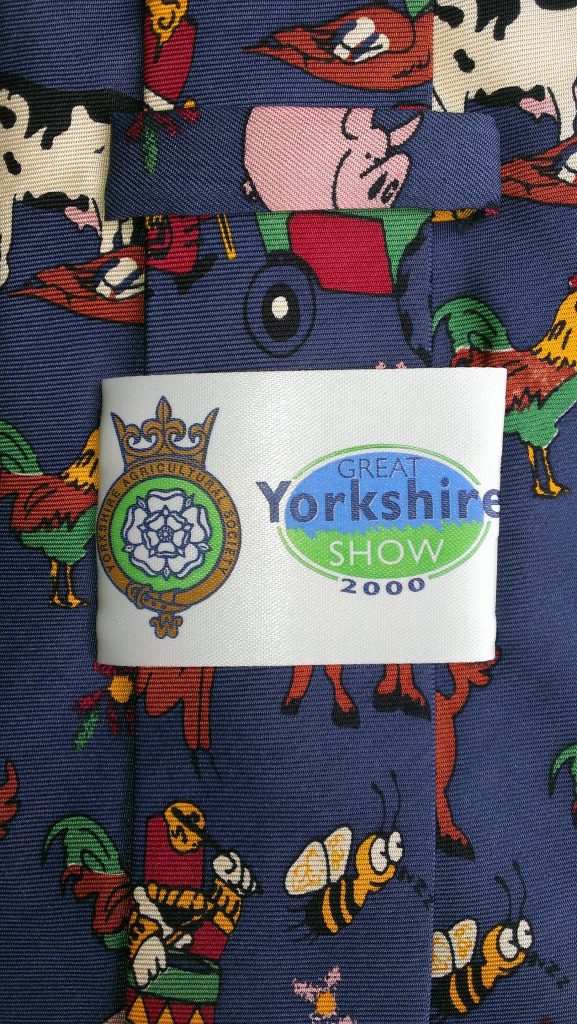 YORKSHIRE AGRICULTURAL SOCIETY
GREAT
Yorkshire
SHOW
2000